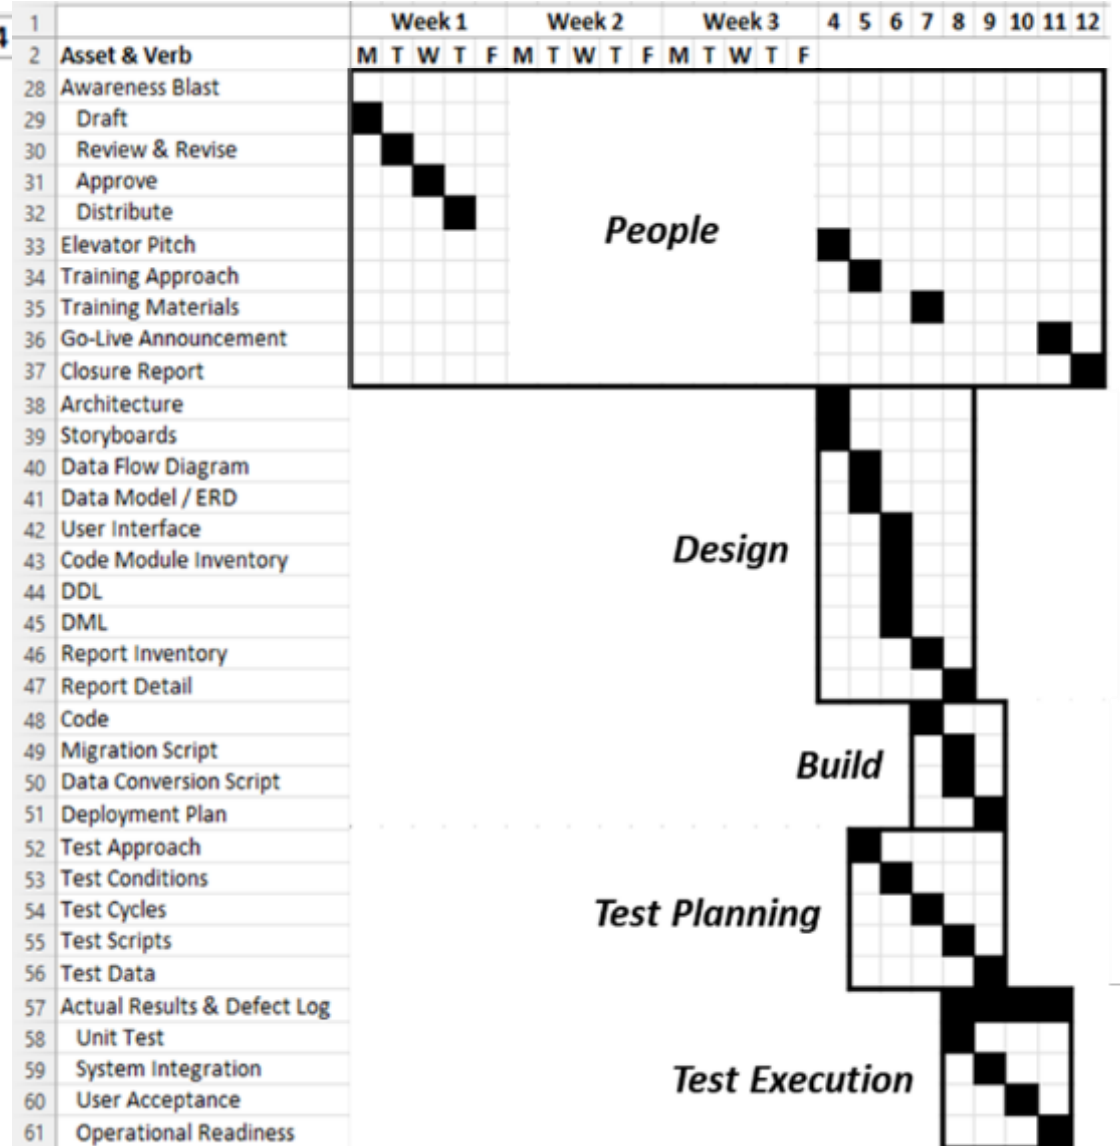 4
1 Week 1 Week 2 Week 3 4 5 6 7 8 9 10 11 12
2 Asset & Verb M T W T F M T W T F M T W T F
28 Awareness Blast
29 Draft
30 Review & Revise
31 Approve
32 Distribute
People
33 Elevator Pitch
34 Training Approach
35 Training Materials
36 Go-Live Announcement
37 Closure Report
38 Architecture
39 Storyboards
40 Data Flow Diagram
41 Data Model / ERD
42 User Interface
Design
43 Code Module Inventory
44 DDL
45 DML
46 Report Inventory
47 Report Detail
48 Code
49 Migration Script
Build
50 Data Conversion Script
51 Deployment Plan
52 Test Approach
53 Test Conditions
54 Test Cycles
Test Planning
55 Test Scripts
56 Test Data
57 Actual Results & Defect Log
58 Unit Test
59 System Integration
Test Execution
60 User Acceptance
61 Operational Readiness